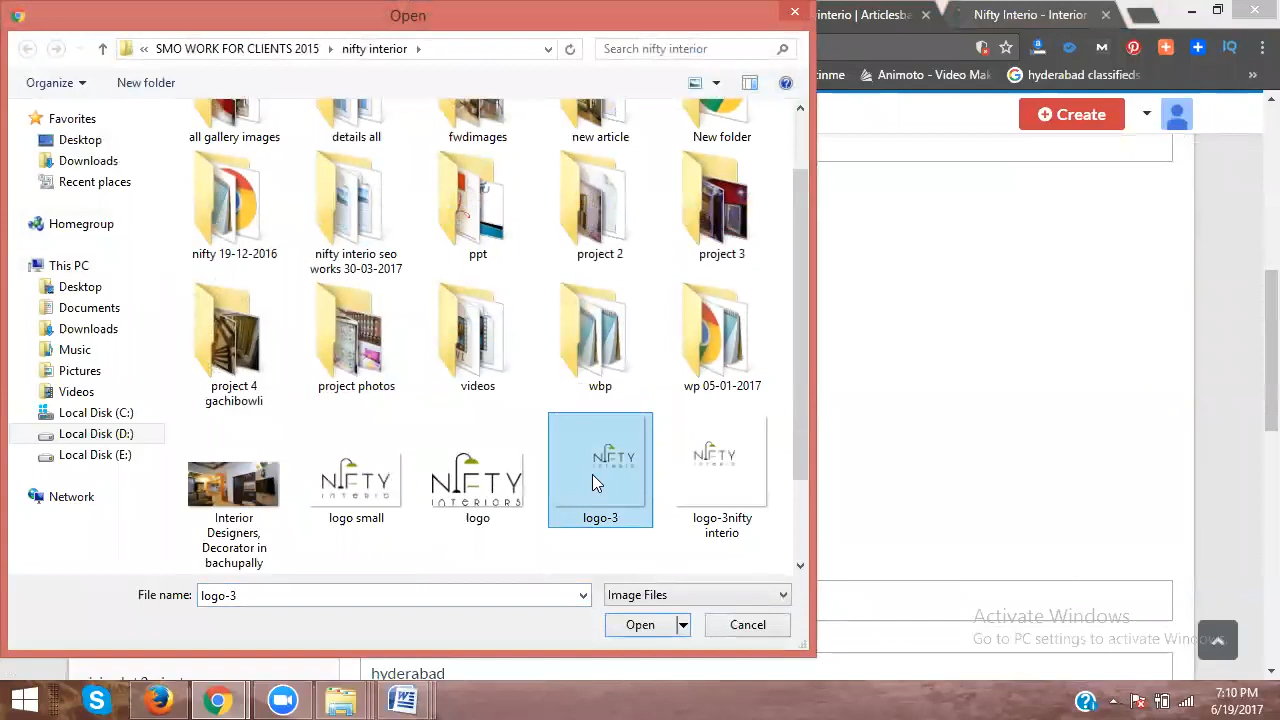 Open
interio | Articlesba
Nifty Interio - Interior
SMO WORK FOR CLIENTS 2015
nifty interior
Search nifty interior
Organize
New folder
Animoto - Video Mak
hyderabad classifieds
Create
Favorites
Desktop
Downloads
Recent places
Homegroup
This PC
Desktop
Documents
Downloads
Music
Pictures
Videos
Local Disk (C:)
Local Disk (D:)
Local Disk (E:)
Network
all gallery images
details all
fwdimages
new article
New folder
nifty 19-12-2016
nifty interio seo works 30-03-2017
ppt
project 2
project 3
project 4 gachibowli
project photos
videos
wbp
wp 05-01-2017
NIFTY
INTERIO
NIFTY
INTERIORS
NIFTY
INTERIO
NIFTY
INTERIO
Interior Designers, Decorator in bachupally
logo small
logo
logo-3
logo-3nifty interio
File name:
logo-3
Image Files
Open
Cancel
Activate Windows
Go to PC settings to activate Windows.
hyderabad
7:10 PM
6/19/2017